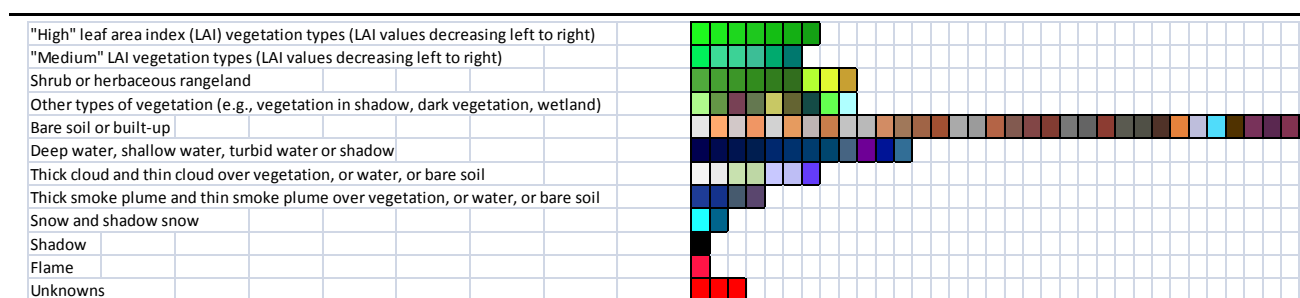 "High" leaf area index (LAI) vegetation types (LAI values decreasing left to right)
"Medium" LAI vegetation types (LAI values decreasing left to right)
Shrub or herbaceous rangeland
Other types of vegetation (e.g., vegetation in shadow, dark vegetation, wetland)
Bare soil or built-up
Deep water, shallow water, turbid water or shadow
Thick cloud and thin cloud over vegetation, or water, or bare soil
Thick smoke plume and thin smoke plume over vegetation, or water, or bare soil
Snow and shadow snow
Shadow
Flame
Unknowns